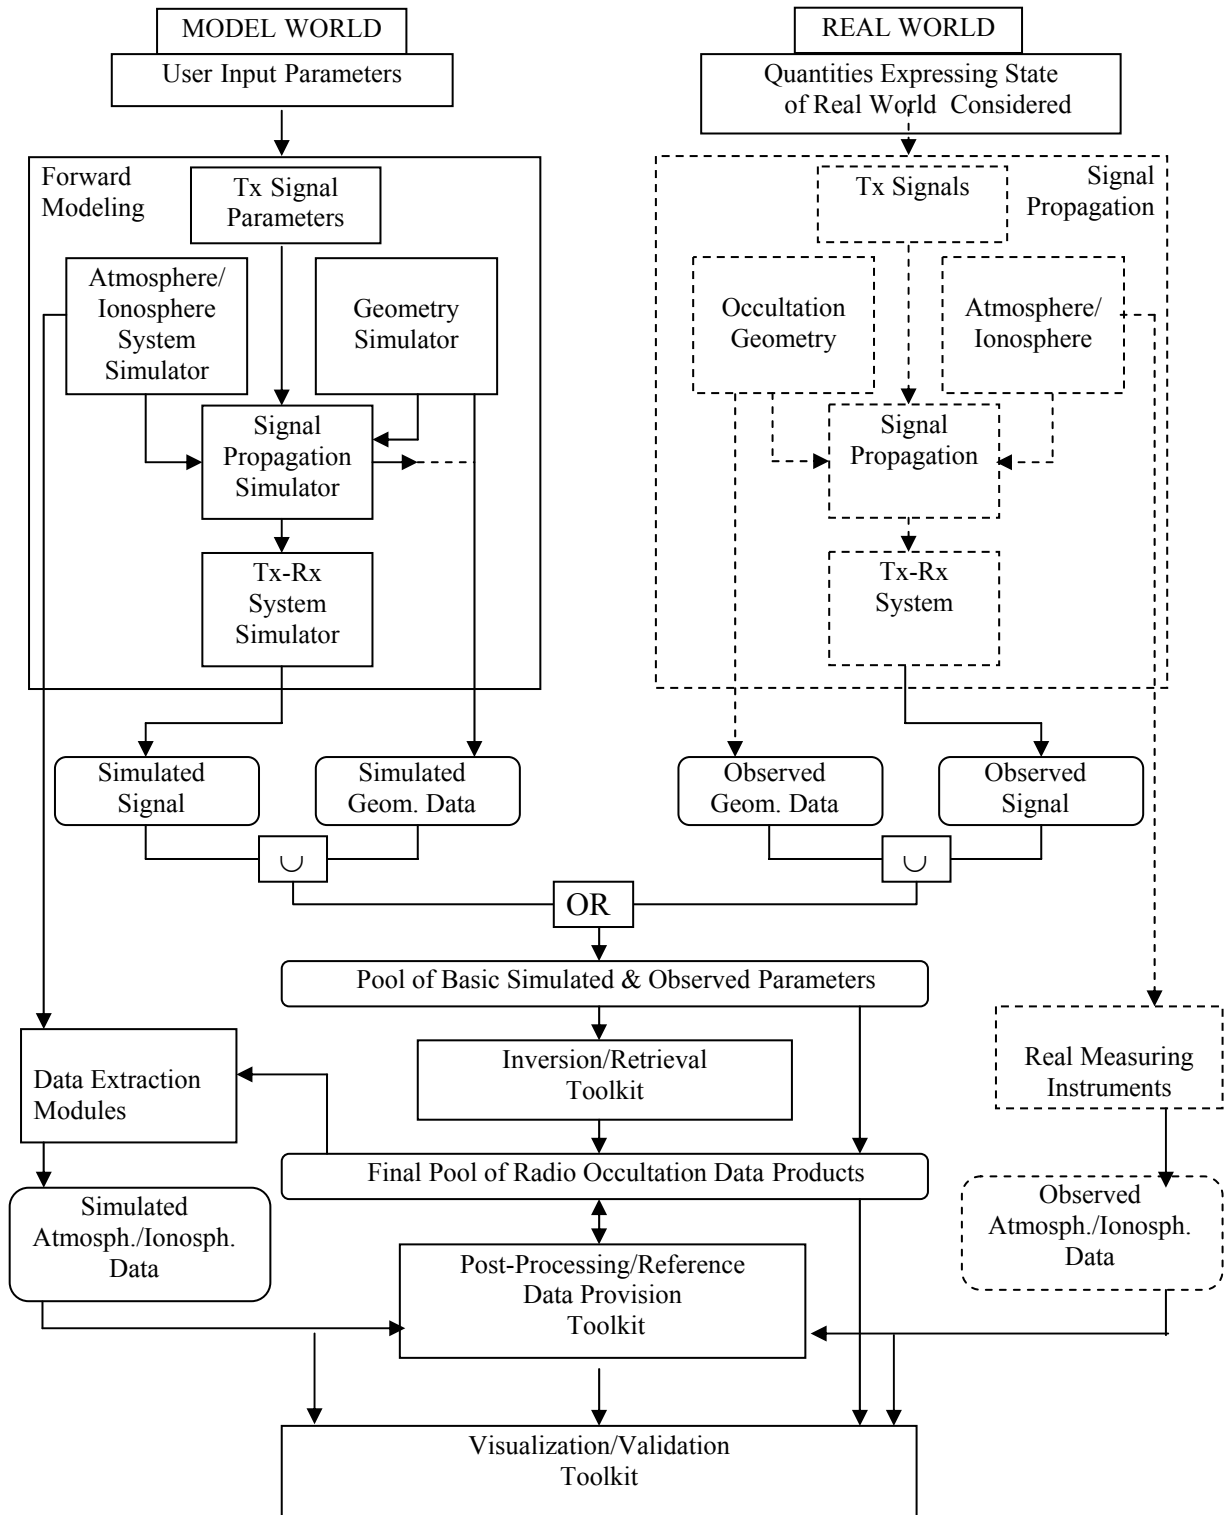 MODEL WORLD
User Input Parameters
Forward
Modeling
Tx Signal
Parameters
Atmosphere/
Ionosphere
System
Simulator
Geometry
Simulator
Signal
Propagation
Simulator
Tx-Rx
System
Simulator
Simulated
Signal
Simulated
Geom. Data
∪
REAL WORLD
Quantities Expressing State
of Real World Considered
Tx Signals
Signal
Propagation
Occultation
Geometry
Atmosphere/
Ionosphere
Signal
Propagation
Tx-Rx
System
Observed
Geom. Data
Observed
Signal
∪
OR
Pool of Basic Simulated & Observed Parameters
Inversion/Retrieval
Toolkit
Data Extraction
Modules
Real Measuring
Instruments
Final Pool of Radio Occultation Data Products
Simulated
Atmosph./Ionosph.
Data
Observed
Atmosph./Ionosph.
Data
Post-Processing/Reference
Data Provision
Toolkit
Visualization/Validation
Toolkit